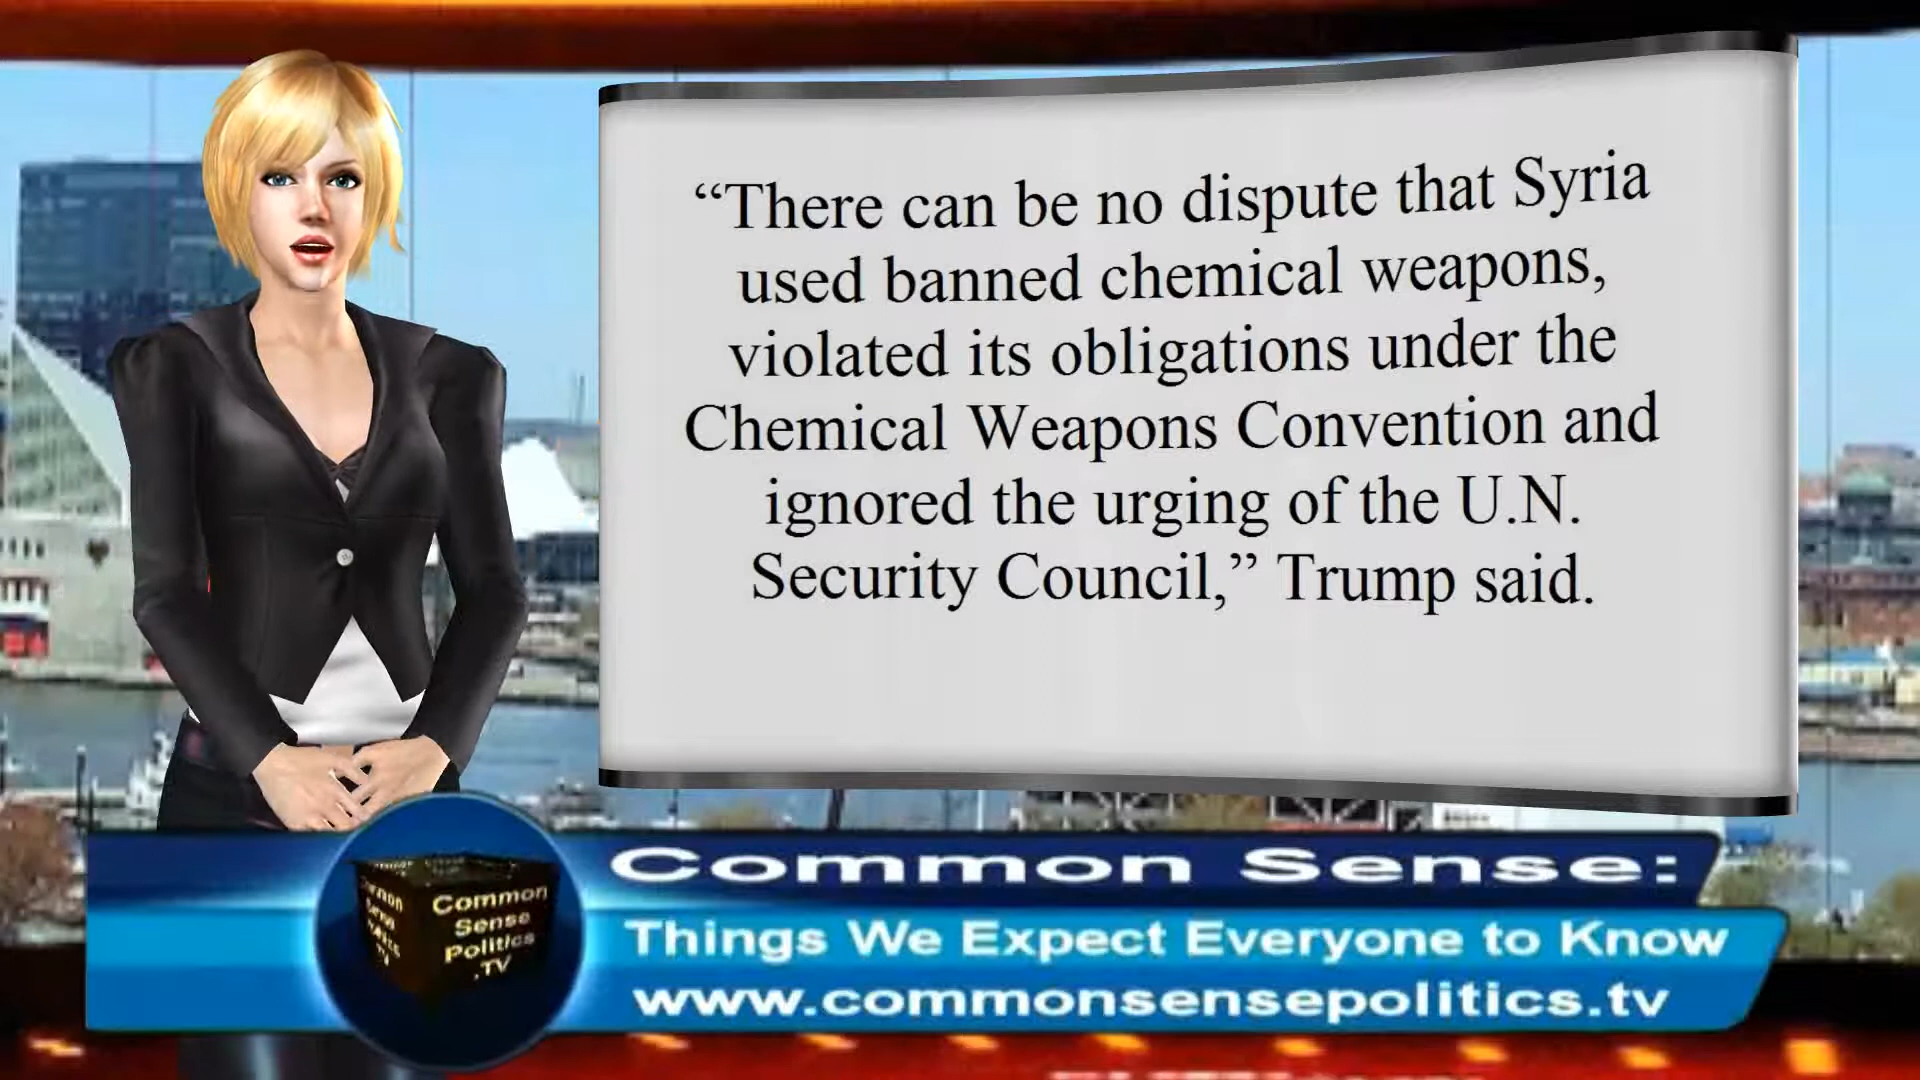 “There can be no dispute that Syria
used banned chemical weapons,
violated its obligations under the
Chemical Weapons Convention and
ignored the urging of the U.N.
Security Council,” Trump said.
Common Sense:
Things We Expect Everyone to Know
www.commonsensepolitics.tv
Common
Sense
Politics
.TV